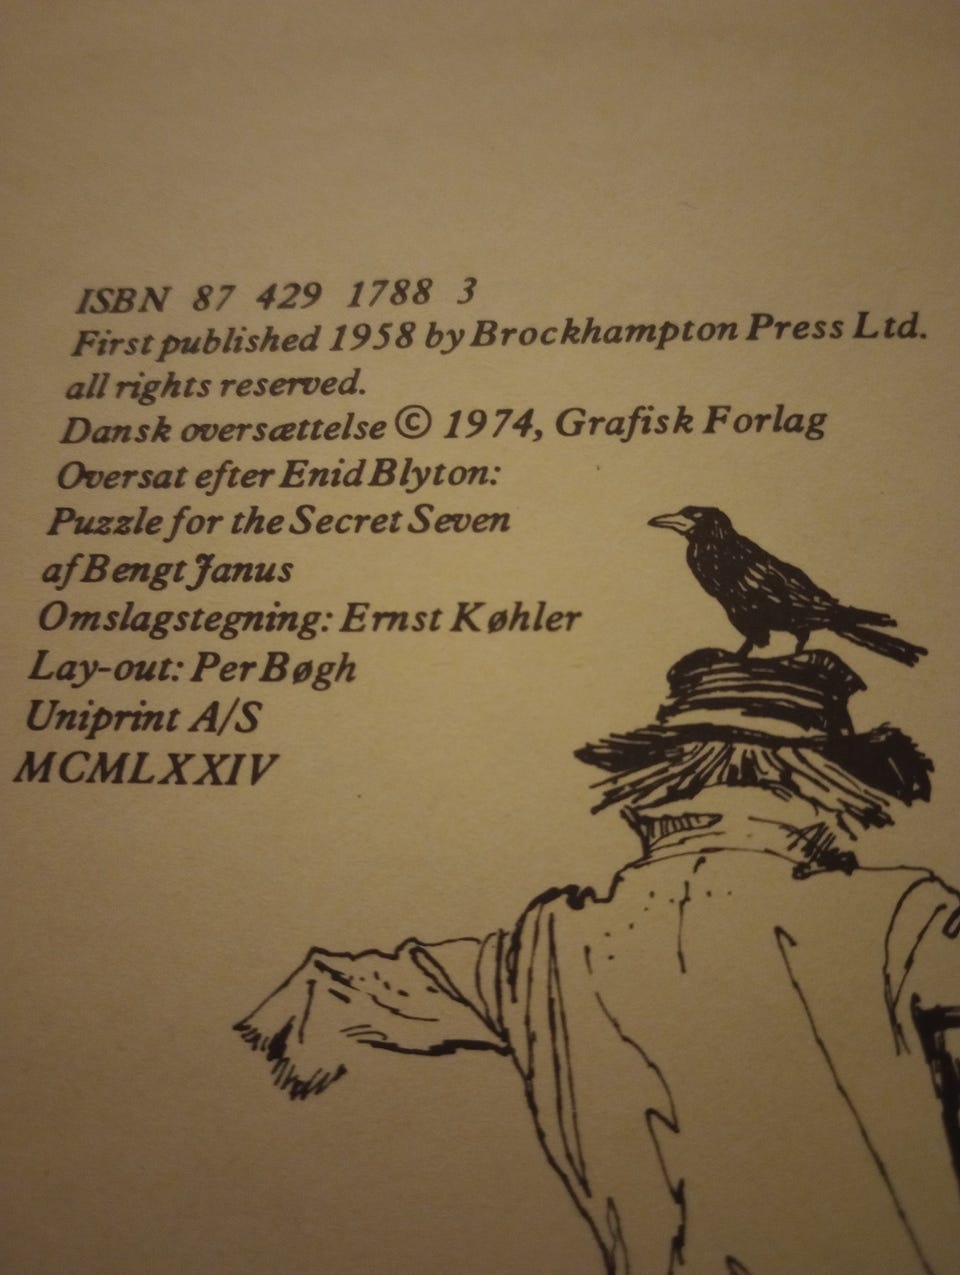 ISBN 87 429 1788 3
First published 1958 by Brockhampton Press Ltd.
all rights reserved.
Dansk oversættelse © 1974, Grafisk Forlag
Oversat efter Enid Blyton:
Puzzle for the Secret Seven
af Bengt Janus
Omslagstegning: Ernst Køhler
Lay-out: Per Bøgh
Uniprint A/S
MCMLXXIV